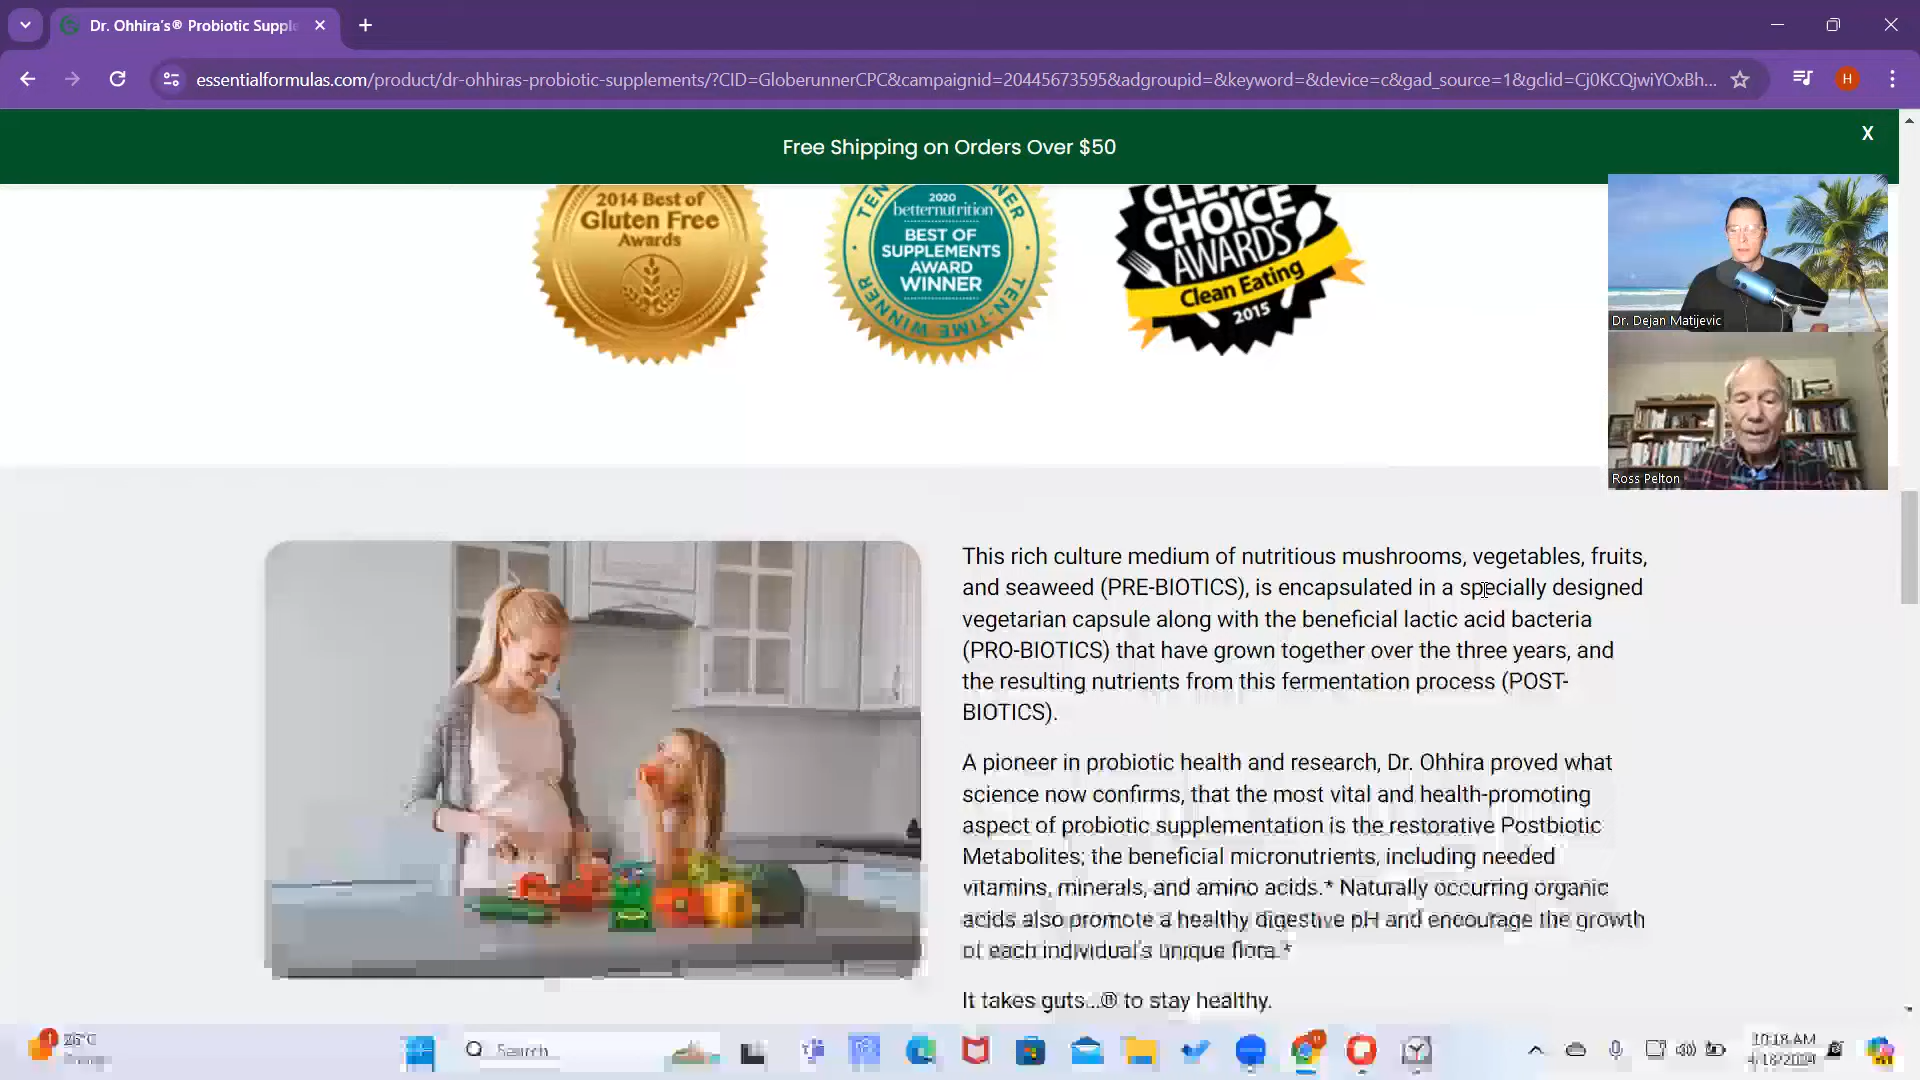 Dr. Ohhira's® Probiotic Supple
essentialformulas.com/product/dr-ohhiras-probiotic-supplements/?CID=GloberunnerCPC&campaignid=20445673595&adgroupid=&keyword=&device=c&gad_source=1&gclid=Cj0KCQjwiYOxBh...
H
Free Shipping on Orders Over $50
X
2014 Best of
Gluten Free
Awards
2020
betternutrition
BEST OF
SUPPLEMENTS
AWARD
WINNER
TEN-TIME WINNER
CHOICE
AWARDS
Clean Eating
2015
Dr. Dejan Matijevic
Ross Pelton
This rich culture medium of nutritious mushrooms, vegetables, fruits,
and seaweed (PRE-BIOTICS), is encapsulated in a specially designed
vegetarian capsule along with the beneficial lactic acid bacteria
(PRO-BIOTICS) that have grown together over the three years, and
the resulting nutrients from this fermentation process (POST-
BIOTICS).
A pioneer in probiotic health and research, Dr. Ohhira proved what
science now confirms, that the most vital and health-promoting
aspect of probiotic supplementation is the restorative Postbiotic
Metabolites; the beneficial micronutrients, including needed
vitamins, minerals, and amino acids.* Naturally occurring organic
acids also promote a healthy digestive pH and encourage the growth
of each individual's unique flora.*
It takes guts...® to stay healthy.
Search
10:18 AM
4/18/2024